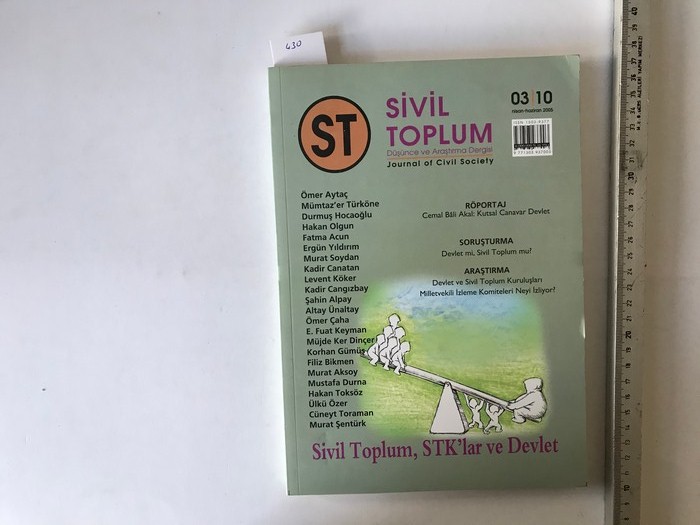 430
ST
SİVİL
TOPLUM
Düşünce ve Araştırma Dergisi
Journal of Civil Society
03|10
nisan-haziran 2005
Ömer Aytaç
Mümtaz'er Türköne
Durmuş Hocaoğlu
Hakan Olgun
Fatma Acun
Ergün Yıldırım
Murat Soydan
Kadir Canatan
Levent Köker
Kadir Cangızbay
Şahin Alpay
Altay Ünaltay
Ömer Çaha
E. Fuat Keyman
Müjde Ker Dinçer
Korhan Gümüş
Filiz Bikmen
Murat Aksoy
Mustafa Durna
Hakan Toksöz
Ülkü Özer
Cüneyt Toraman
Murat Şentürk
RÖPORTAJ
Cemal Bâli Akal: Kutsal Canavar Devlet
SORUŞTURMA
Devlet mi, Sivil Toplum mu?
ARAŞTIRMA
Devlet ve Sivil Toplum Kuruluşları
Milletvekili İzleme Komiteleri Neyi İzliyor?
Sivil Toplum, STK'lar ve Devlet